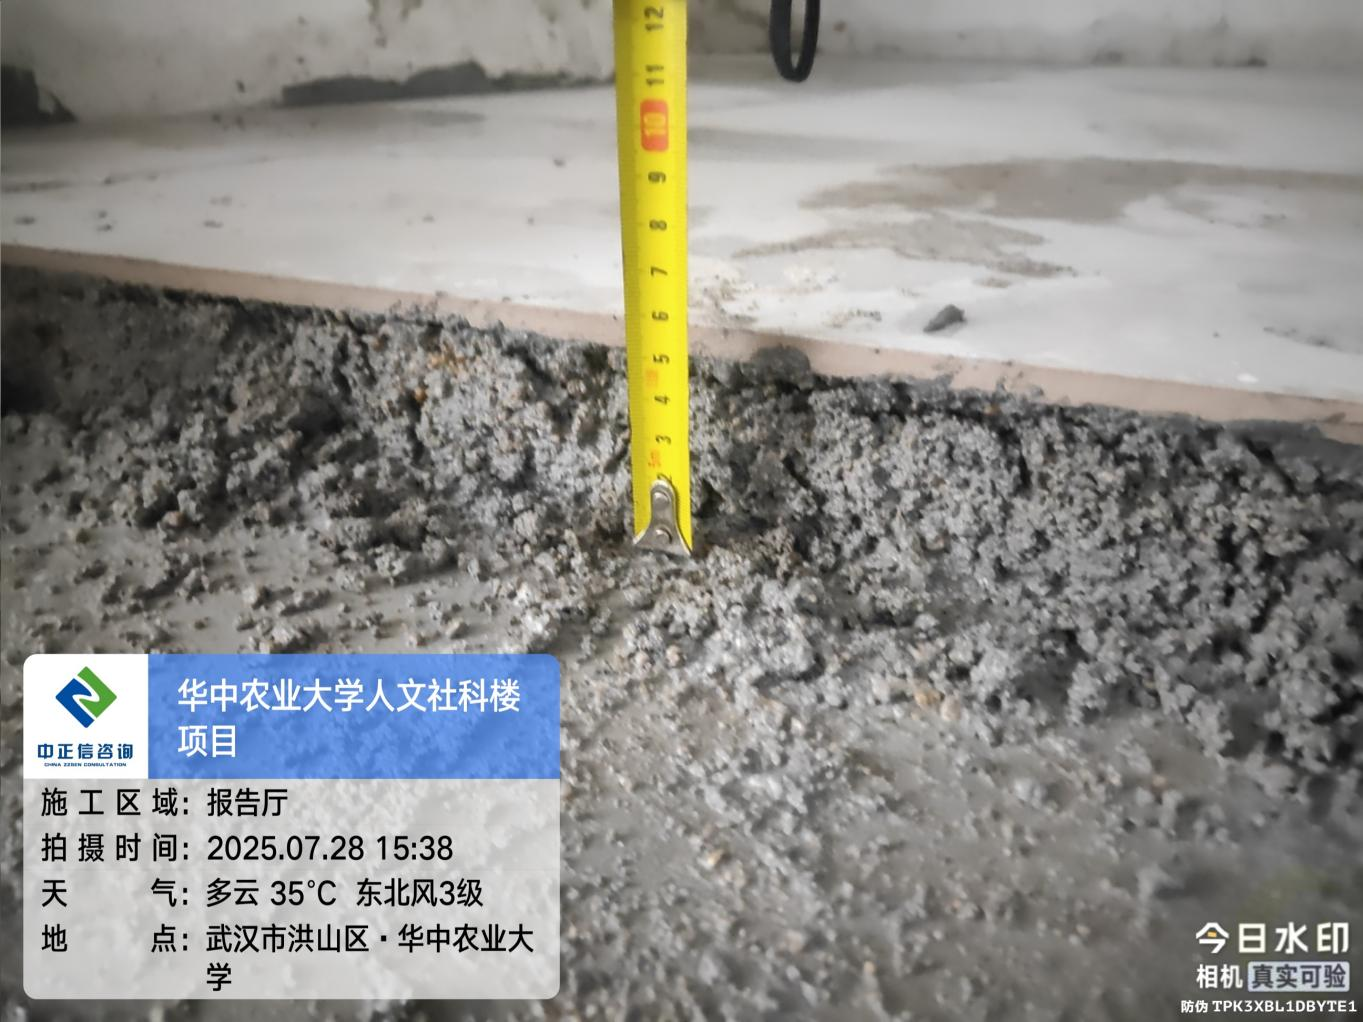 12
11
10
9
8
7
6
5
4
3
华中农业大学人文社科楼
项目
中正信咨询
CHINA ZZSEN CONSULTATION
施工区域：报告厅
拍摄时间：2025.07.28 15:38
天气：多云 35℃ 东北风3级
地点：武汉市洪山区·华中农业大
学
今日水印
相机 真实可验
防伪 TPK3XBL1DBYTE1